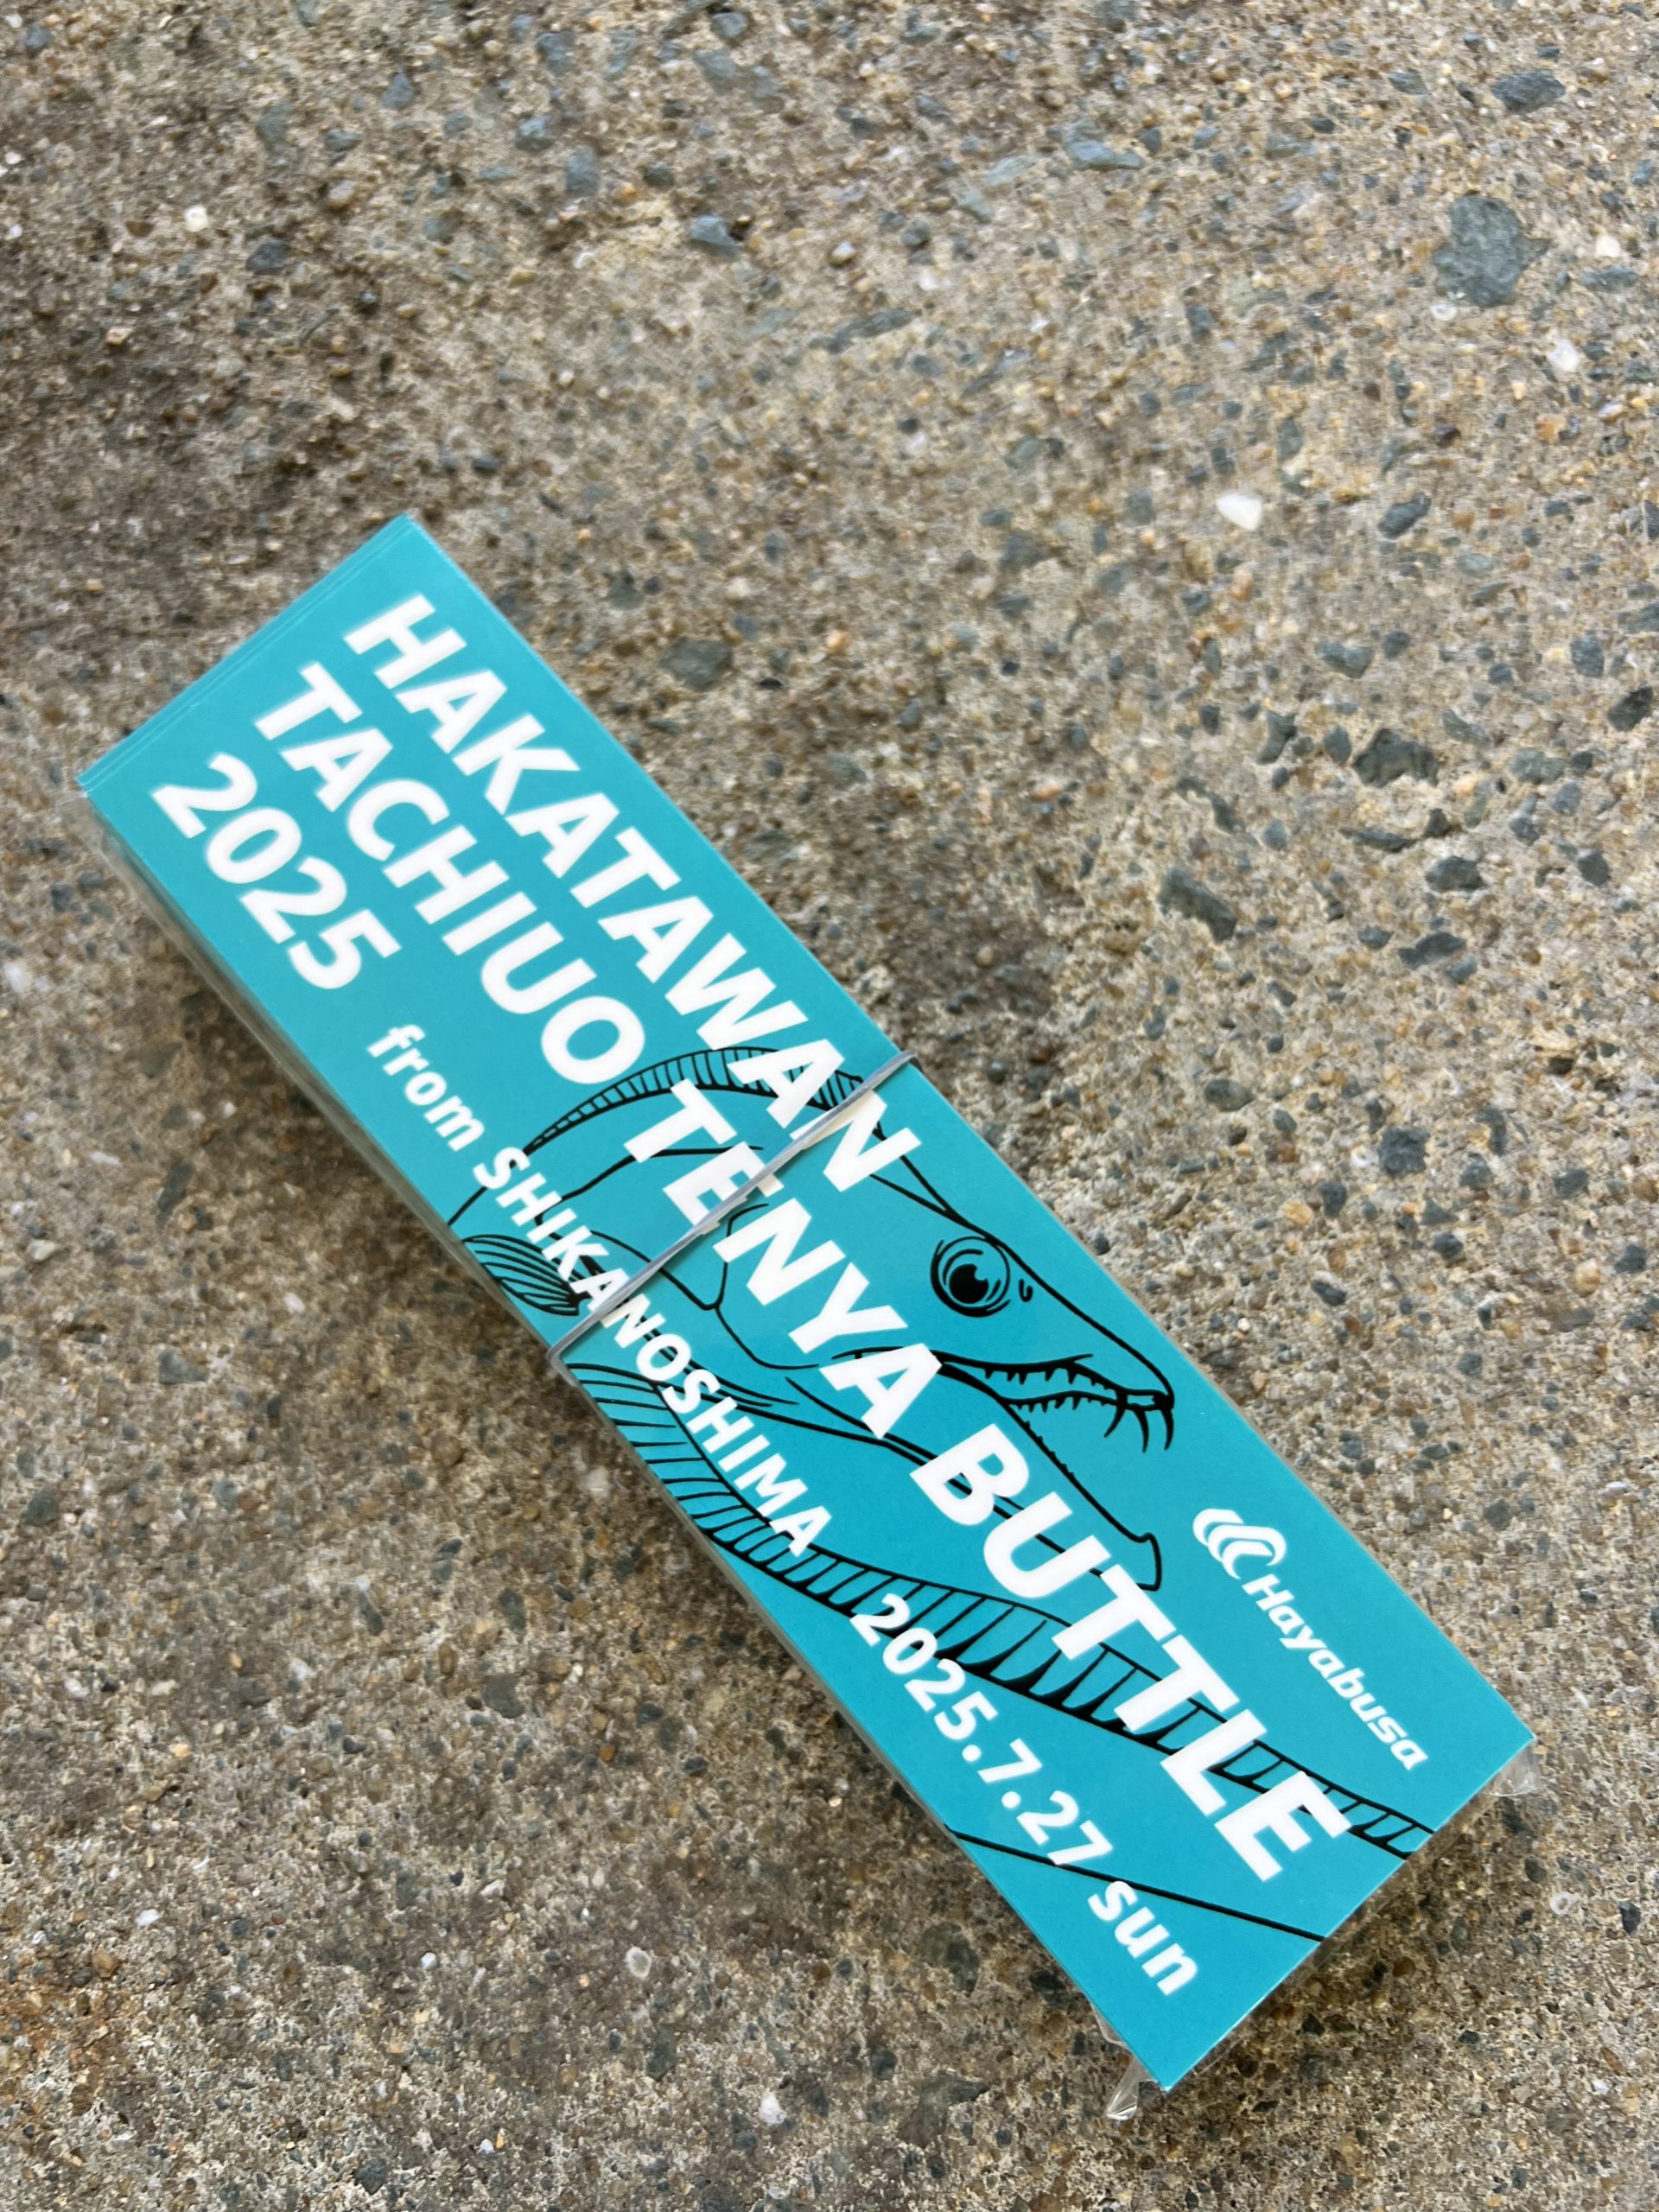 HAKATAWAN
TACHIUO TENYA BUTTLE
2025
from SHIKANOSHIMA 2025.7.27 sun
Hayabusa